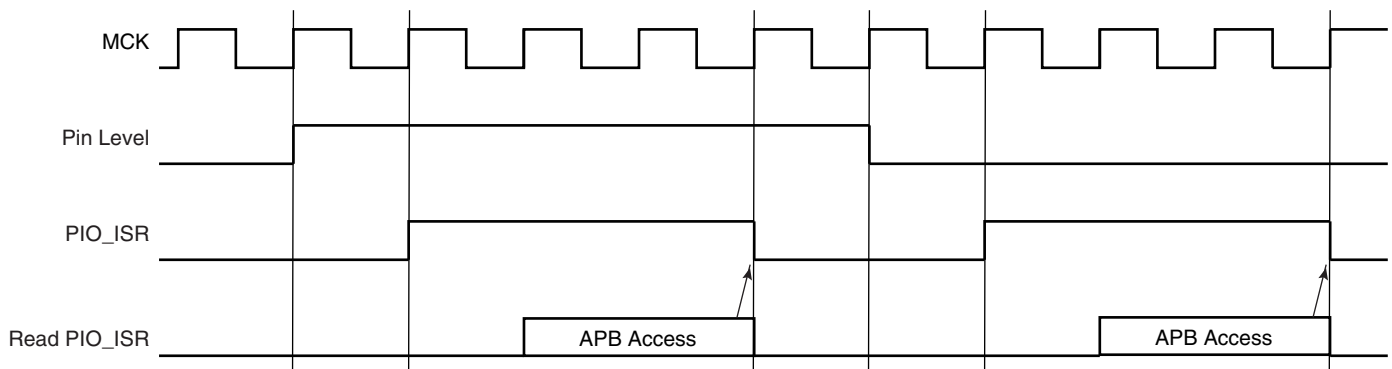 MCK
Pin Level
PIO_ISR
Read PIO_ISR
APB Access
APB Access